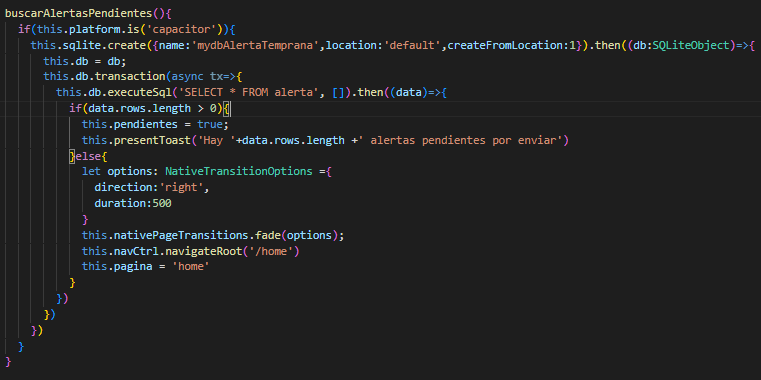 buscarAlertasPendientes(){
if(this.platform.is('capacitor')){
this.sqlite.create({name:'mydbAlertaTemprana',location:'default',createFromLocation:1}).then((db:SQLiteObject)=>{
this.db = db;
this.db.transaction(async tx=>{
this.db.executeSql('SELECT * FROM alerta', []).then((data)=>{
if(data.rows.length > 0){
this.pendientes = true;
this.presentToast('Hay '+data.rows.length +' alertas pendientes por enviar')
}else{
let options: NativeTransitionOptions ={
direction:'right',
duration:500
}
this.nativePageTransitions.fade(options);
this.navCtrl.navigateRoot('/home')
this.pagina = 'home'
}
})
})
})
}
}